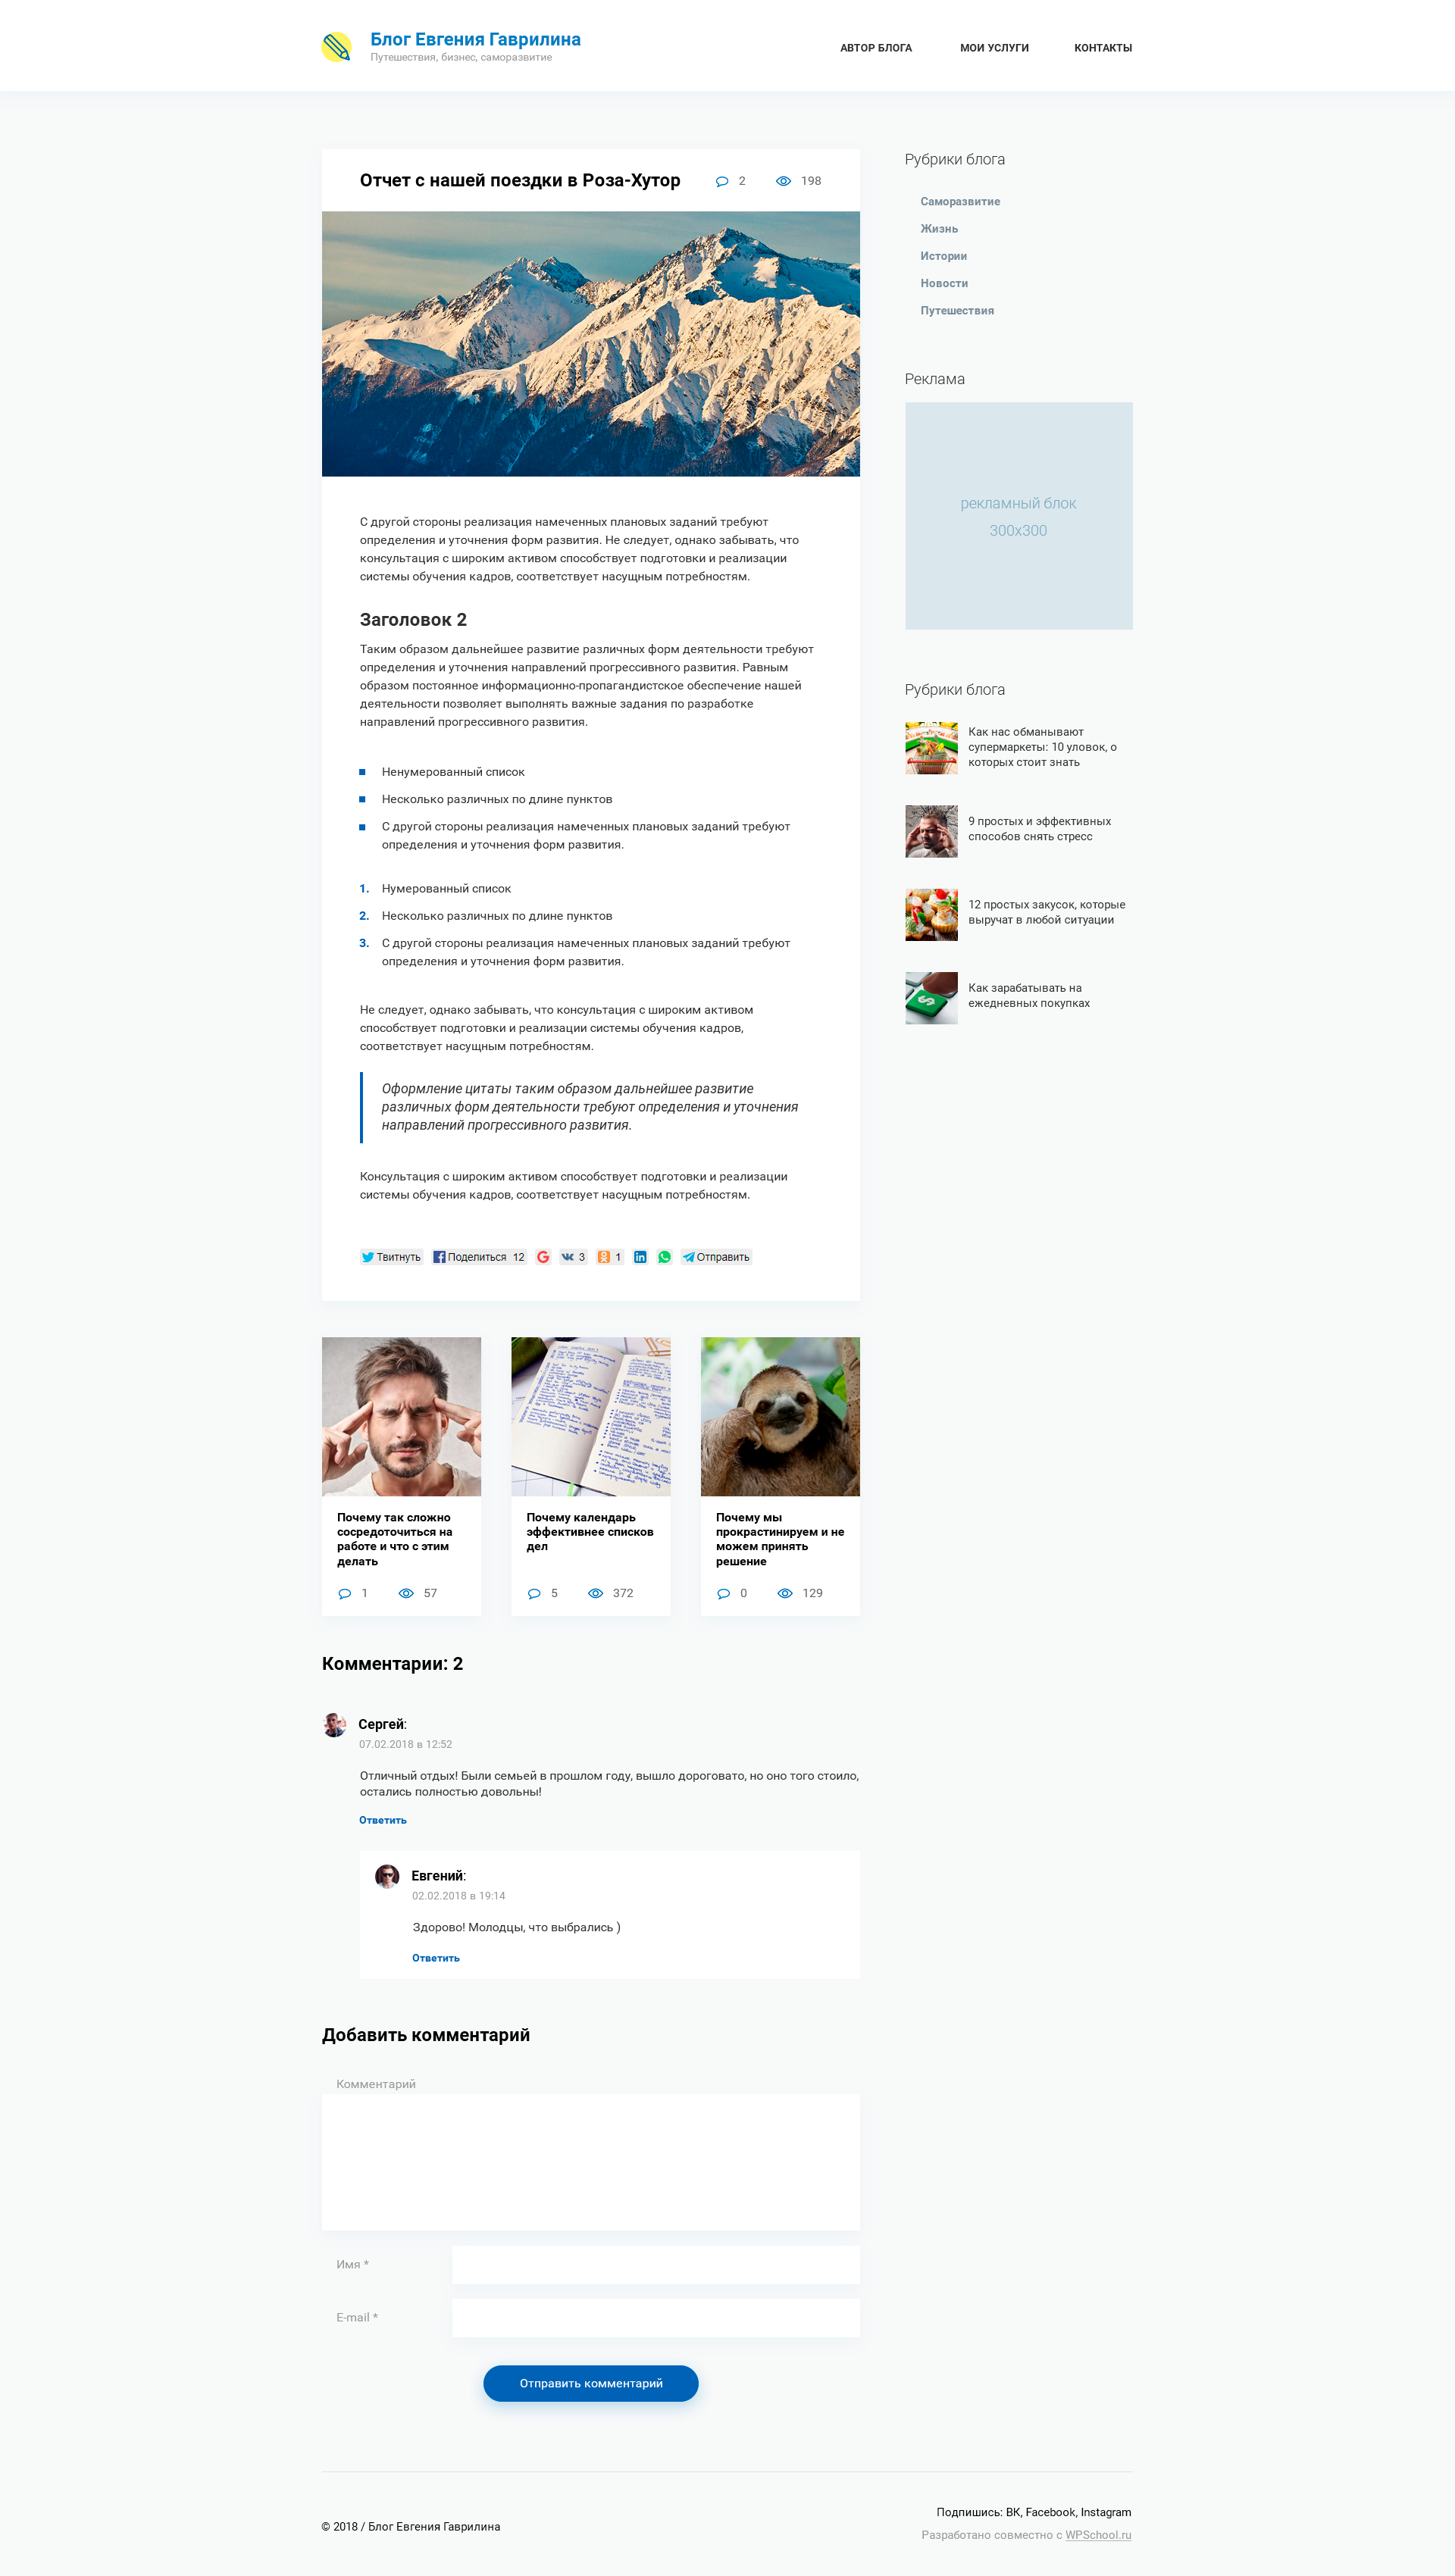 Блог Евгения Гаврилина
Путешествия, бизнес, саморазвитие
АВТОР БЛОГА
МОИ УСЛУГИ
КОНТАКТЫ
Отчет с нашей поездки в Роза-Хутор
2
198
С другой стороны реализация намеченных плановых заданий требуют
определения и уточнения форм развития. Не следует, однако забывать, что
консультация с широким активом способствует подготовки и реализации
системы обучения кадров, соответствует насущным потребностям.
Заголовок 2
Таким образом дальнейшее развитие различных форм деятельности требуют
определения и уточнения направлений прогрессивного развития. Равным
образом постоянное информационно-пропагандистское обеспечение нашей
деятельности позволяет выполнять важные задания по разработке
направлений прогрессивного развития.
Ненумерованный список
Несколько различных по длине пунктов
С другой стороны реализация намеченных плановых заданий требуют
определения и уточнения форм развития.
1. Нумерованный список
2. Несколько различных по длине пунктов
3. С другой стороны реализация намеченных плановых заданий требуют
определения и уточнения форм развития.
Не следует, однако забывать, что консультация с широким активом
способствует подготовки и реализации системы обучения кадров,
соответствует насущным потребностям.
Оформление цитаты таким образом дальнейшее развитие
различных форм деятельности требуют определения и уточнения
направлений прогрессивного развития.
Консультация с широким активом способствует подготовки и реализации
системы обучения кадров, соответствует насущным потребностям.
Твитнуть
Поделиться 12
3
1
Отправить
Почему так сложно
сосредоточиться на
работе и что с этим
делать
1
57
Почему календарь
эффективнее списков
дел
5
372
Почему мы
прокрастинируем и не
можем принять
решение
0
129
Комментарии: 2
Сергей:
07.02.2018 в 12:52
Отличный отдых! Были семьей в прошлом году, вышло дороговато, но оно того стоило,
остались полностью довольны!
Ответить
Евгений:
02.02.2018 в 19:14
Здорово! Молодцы, что выбрались )
Ответить
Добавить комментарий
Комментарий
Имя *
E-mail *
Отправить комментарий
Рубрики блога
Саморазвитие
Жизнь
Истории
Новости
Путешествия
Реклама
рекламный блок
300х300
Рубрики блога
Как нас обманывают
супермаркеты: 10 уловок, о
которых стоит знать
9 простых и эффективных
способов снять стресс
12 простых закусок, которые
выручат в любой ситуации
Как зарабатывать на
ежедневных покупках
© 2018 / Блог Евгения Гаврилина
Подпишись: ВК, Facebook, Instagram
Разработано совместно с WPSchool.ru